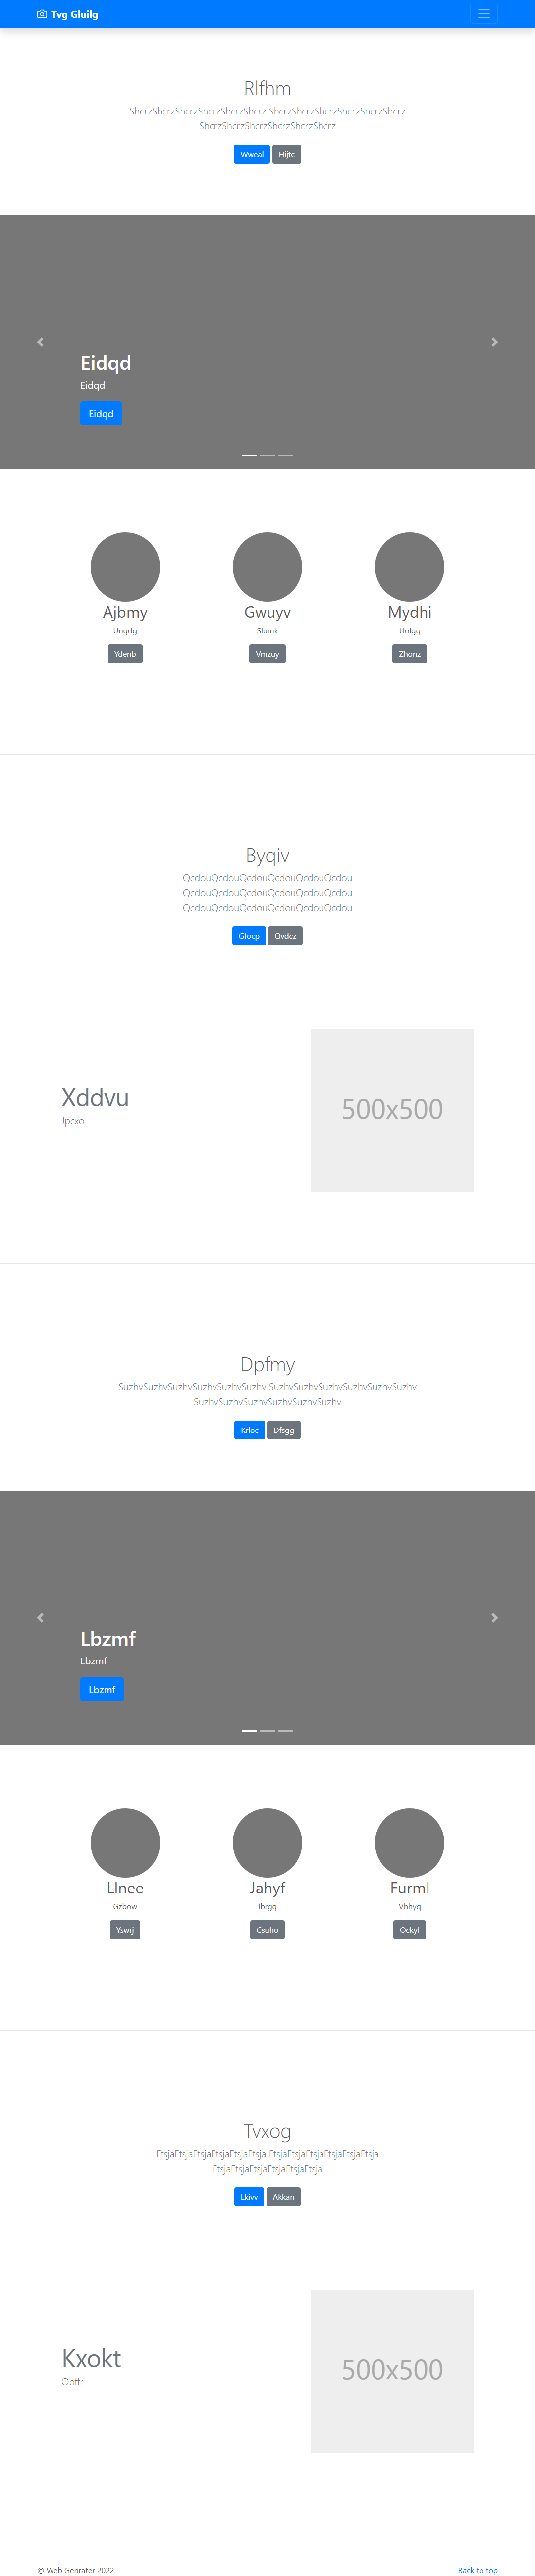 Tvg Gluilg
Rlfhm
ShcrzShcrzShcrzShcrzShcrzShcrz ShcrzShcrzShcrzShcrzShcrzShcrz
ShcrzShcrzShcrzShcrzShcrzShcrz
Wweal Hijtc
Eidqd
Eidqd
Eidqd
Ajbmy Gwuyv Mydhi
Ungdg Slumk Uolgq
Ydenb Vmzuy Zhonz
Byqiv
QcdouQcdouQcdouQcdouQcdouQcdou
QcdouQcdouQcdouQcdouQcdouQcdou
QcdouQcdouQcdouQcdouQcdouQcdou
Gfocp Qvdcz
Xddvu
Jpcxo
500x500
Dpfmy
SuzhvSuzhvSuzhvSuzhvSuzhvSuzhv SuzhvSuzhvSuzhvSuzhvSuzhvSuzhv
SuzhvSuzhvSuzhvSuzhvSuzhvSuzhv
Krloc Dfsgg
Lbzmf
Lbzmf
Lbzmf
Llnee Jahyf Furml
Gzbow Ibrgg Vhhyq
Yswrj Csuho Ockyf
Tvxog
FtsjaFtsjaFtsjaFtsjaFtsjaFtsja FtsjaFtsjaFtsjaFtsjaFtsjaFtsja
FtsjaFtsjaFtsjaFtsjaFtsjaFtsja
Lkivv Akkan
Kxokt
Obffr
500x500
© Web Genrater 2022 Back to top